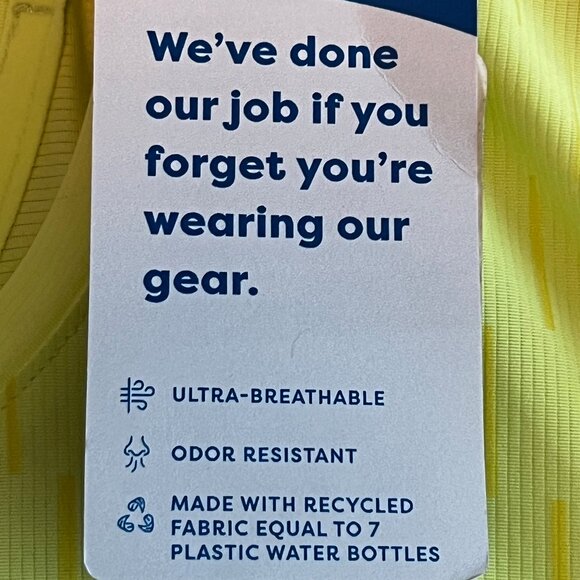 We've done
our job if you
forget you're
wearing our
gear.
ULTRA-BREATHABLE
ODOR RESISTANT
MADE WITH RECYCLED
FABRIC EQUAL TO 7
PLASTIC WATER BOTTLES